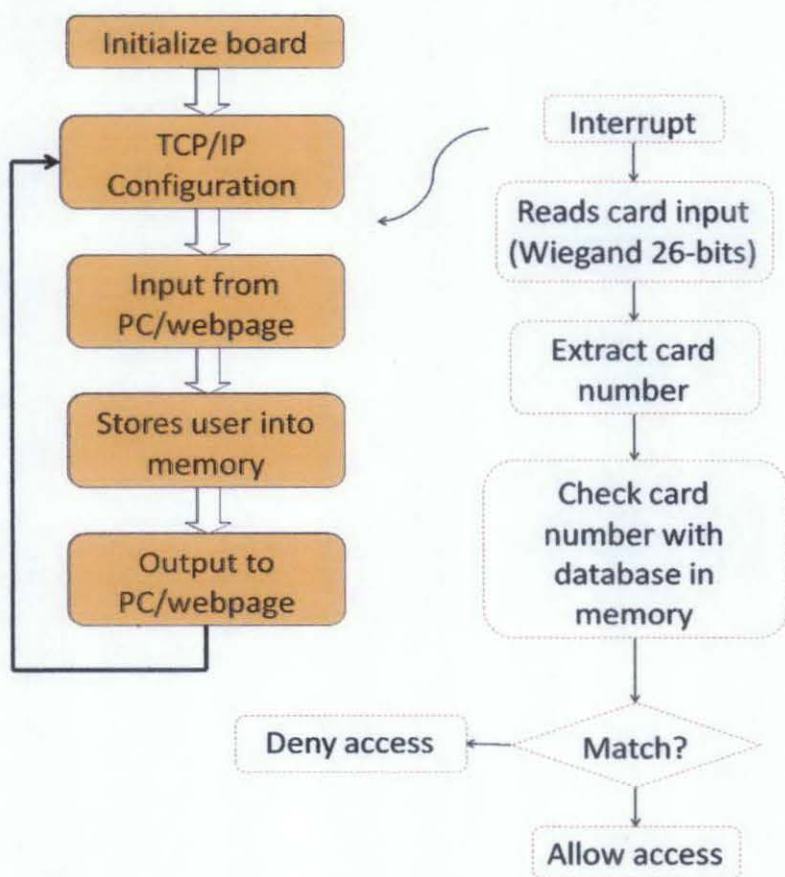 Initialize board
TCP/IP
Configuration
Input from
PC/webpage
Stores user into
memory
Output to
PC/webpage
Interrupt
Reads card input
(Wiegand 26-bits)
Extract card
number
Check card
number with
database in
memory
Match?
Deny access
Allow access